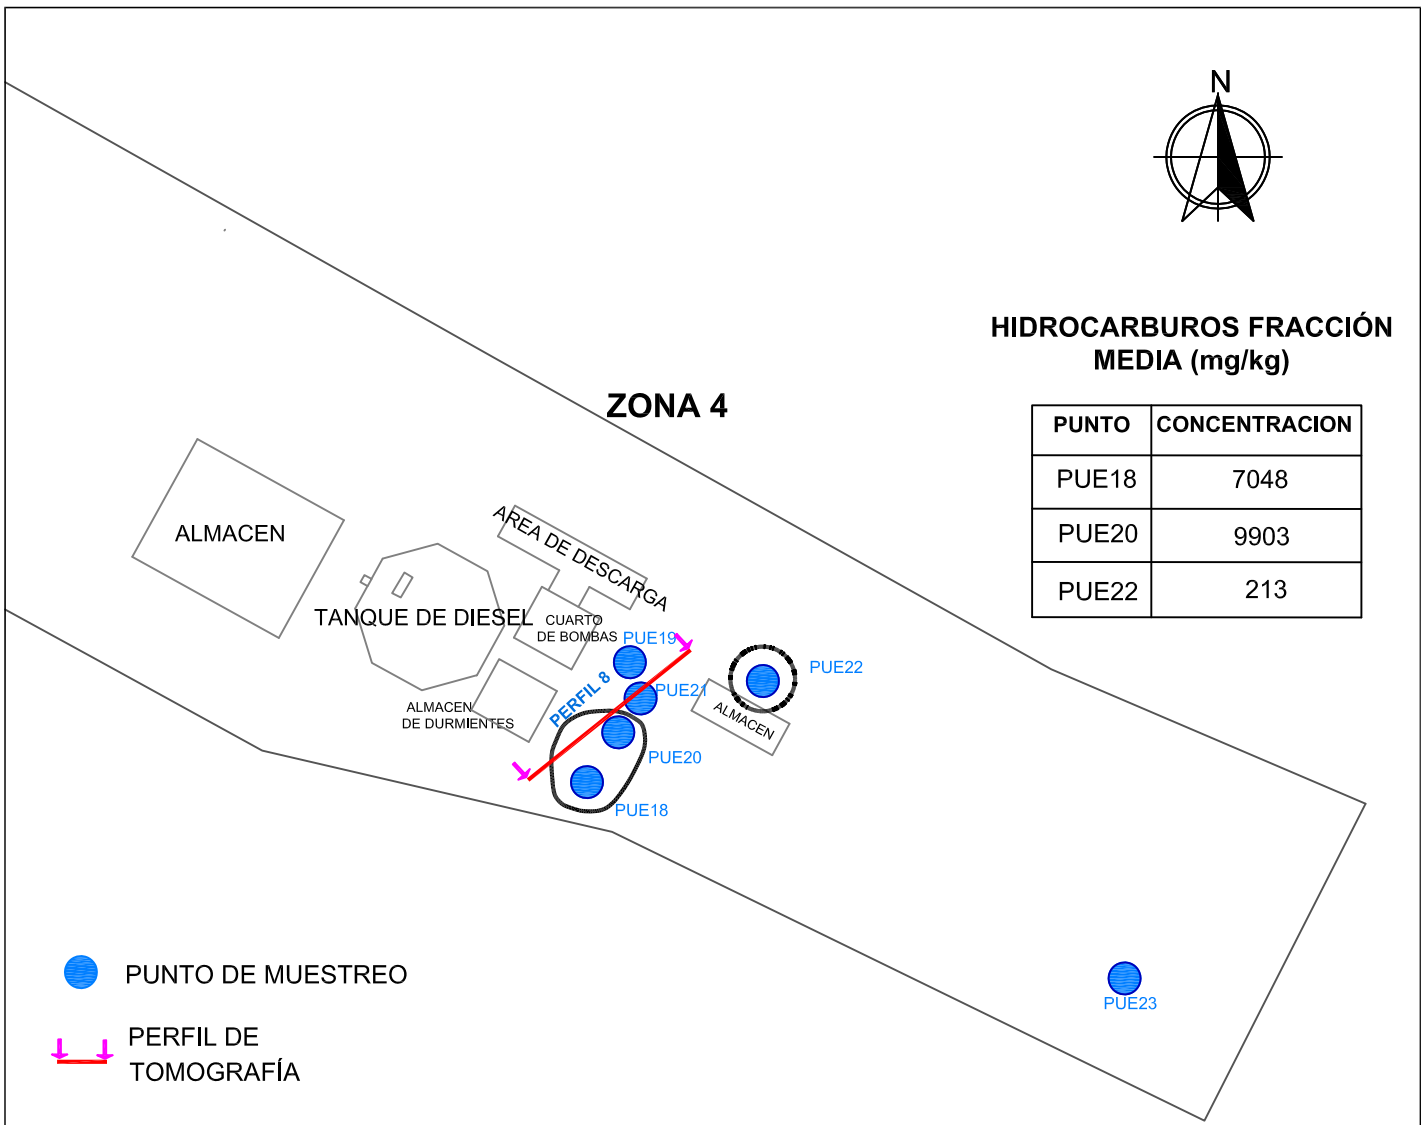 N
HIDROCARBUROS FRACCIÓN
MEDIA (mg/kg)
ZONA 4
PUNTO CONCENTRACION
PUE18 7048
PUE20 9903
PUE22 213
ALMACEN
AREA DE DESCARGA
TANQUE DE DIESEL
CUARTO
DE BOMBAS
PUE19
PUE22
PUE21
PERFIL 8
ALMACEN
DE DURMIENTES
ALMACEN
PUE20
PUE18
PUE23
PUNTO DE MUESTREO
PERFIL DE
TOMOGRAFÍA